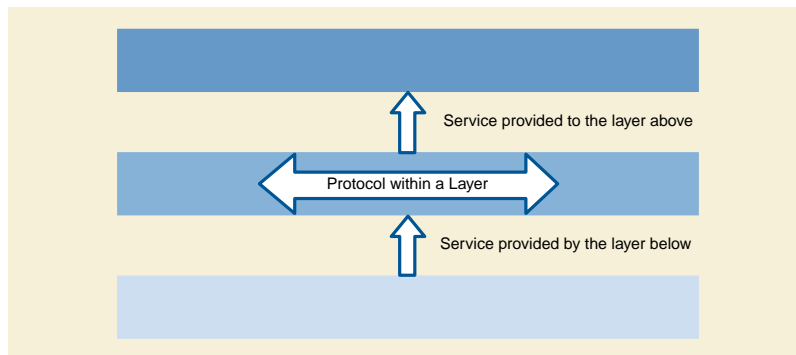 Service provided to the layer above
Protocol within a Layer
Service provided by the layer below